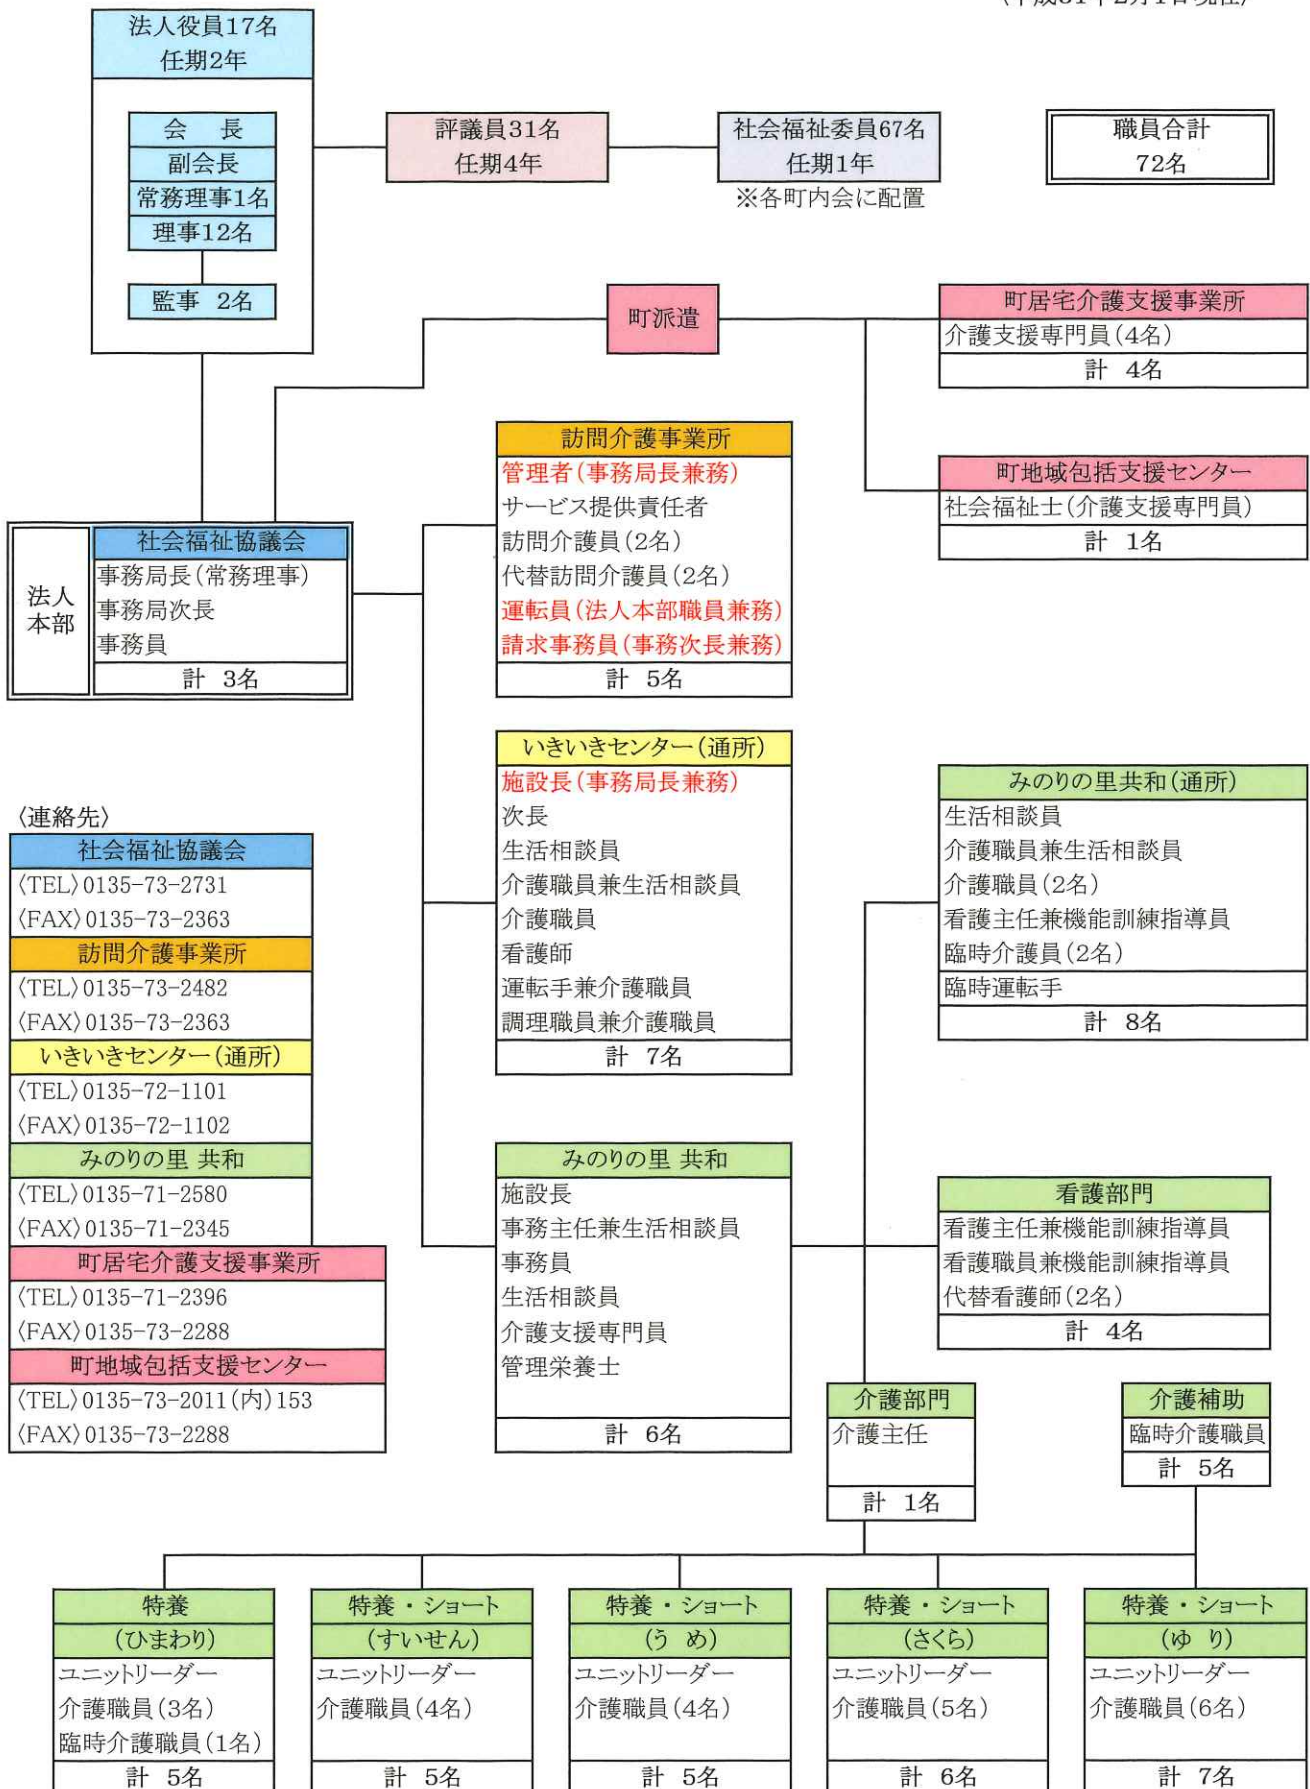 法人役員17名
任期2年
会　長
副会長
常務理事1名
理事12名
監事 2名
評議員31名
任期4年
社会福祉委員67名
任期1年
※各町内会に配置
職員合計
72名
町派遣
町居宅介護支援事業所
介護支援専門員(4名)
計 4名
町地域包括支援センター
社会福祉士(介護支援専門員)
計 1名
法人
本部
社会福祉協議会
事務局長(常務理事)
事務局次長
事務員
計 3名
訪問介護事業所
管理者(事務局長兼務)
サービス提供責任者
訪問介護員(2名)
代替訪問介護員(2名)
運転員(法人本部職員兼務)
請求事務員(事務次長兼務)
計 5名
いきいきセンター(通所)
施設長(事務局長兼務)
次長
生活相談員
介護職員兼生活相談員
介護職員
看護師
運転手兼介護職員
調理職員兼介護職員
計 7名
みのりの里共和(通所)
生活相談員
介護職員兼生活相談員
介護職員(2名)
看護主任兼機能訓練指導員
臨時介護員(2名)
臨時運転手
計 8名
〈連絡先〉
社会福祉協議会
〈TEL〉0135-73-2731
〈FAX〉0135-73-2363
訪問介護事業所
〈TEL〉0135-73-2482
〈FAX〉0135-73-2363
いきいきセンター(通所)
〈TEL〉0135-72-1101
〈FAX〉0135-72-1102
みのりの里 共和
〈TEL〉0135-71-2580
〈FAX〉0135-71-2345
町居宅介護支援事業所
〈TEL〉0135-71-2396
〈FAX〉0135-73-2288
町地域包括支援センター
〈TEL〉0135-73-2011(内)153
〈FAX〉0135-73-2288
みのりの里 共和
施設長
事務主任兼生活相談員
事務員
生活相談員
介護支援専門員
管理栄養士
計 6名
看護部門
看護主任兼機能訓練指導員
看護職員兼機能訓練指導員
代替看護師(2名)
計 4名
介護部門
介護主任
計 1名
介護補助
臨時介護職員
計 5名
特養
(ひまわり)
ユニットリーダー
介護職員(3名)
臨時介護職員(1名)
計 5名
特養・ショート
(すいせん)
ユニットリーダー
介護職員(4名)
計 5名
特養・ショート
(う め)
ユニットリーダー
介護職員(4名)
計 5名
特養・ショート
(さくら)
ユニットリーダー
介護職員(5名)
計 6名
特養・ショート
(ゆ り)
ユニットリーダー
介護職員(6名)
計 7名